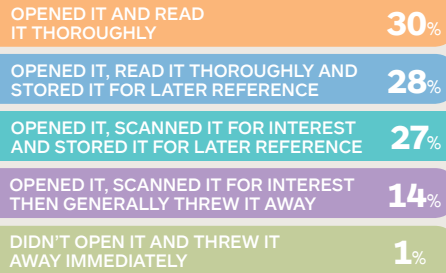 OPENED IT AND READ
IT THOROUGHLY
30%
OPENED IT, READ IT THOROUGHLY AND
STORED IT FOR LATER REFERENCE
28%
OPENED IT, SCANNED IT FOR INTEREST
AND STORED IT FOR LATER REFERENCE
27%
OPENED IT, SCANNED IT FOR INTEREST
THEN GENERALLY THREW IT AWAY
14%
DIDN'T OPEN IT AND THREW IT
AWAY IMMEDIATELY
1%